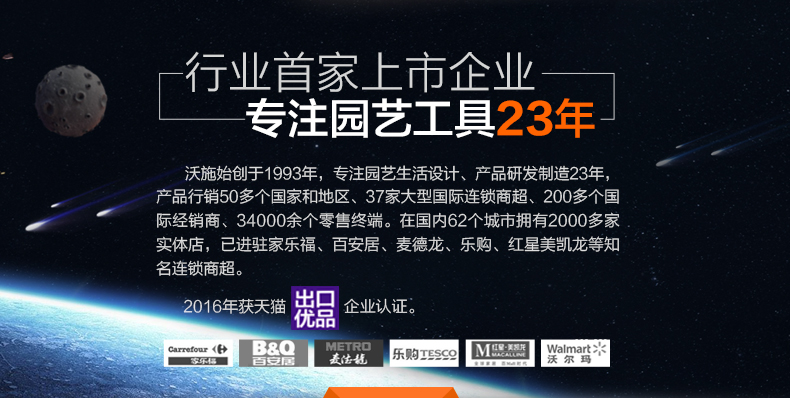 行业首家上市企业
专注园艺工具23年
沃施始创于1993年，专注园艺生活设计、产品研发制造23年，
产品行销50多个国家和地区、37家大型国际连锁商超、200多个国
际经销商、34000余个零售终端。在国内62个城市拥有2000多家
实体店，已进驻家乐福、百安居、麦德龙、乐购、红星美凯龙等知
名连锁商超。
2016年获天猫 出口优品 企业认证。
Carrefour 家乐福
B&Q 百安居
METRO 麦德龙
乐购 TESCO
M 红星·美凯龙 MACALLINE
Walmart 沃尔玛